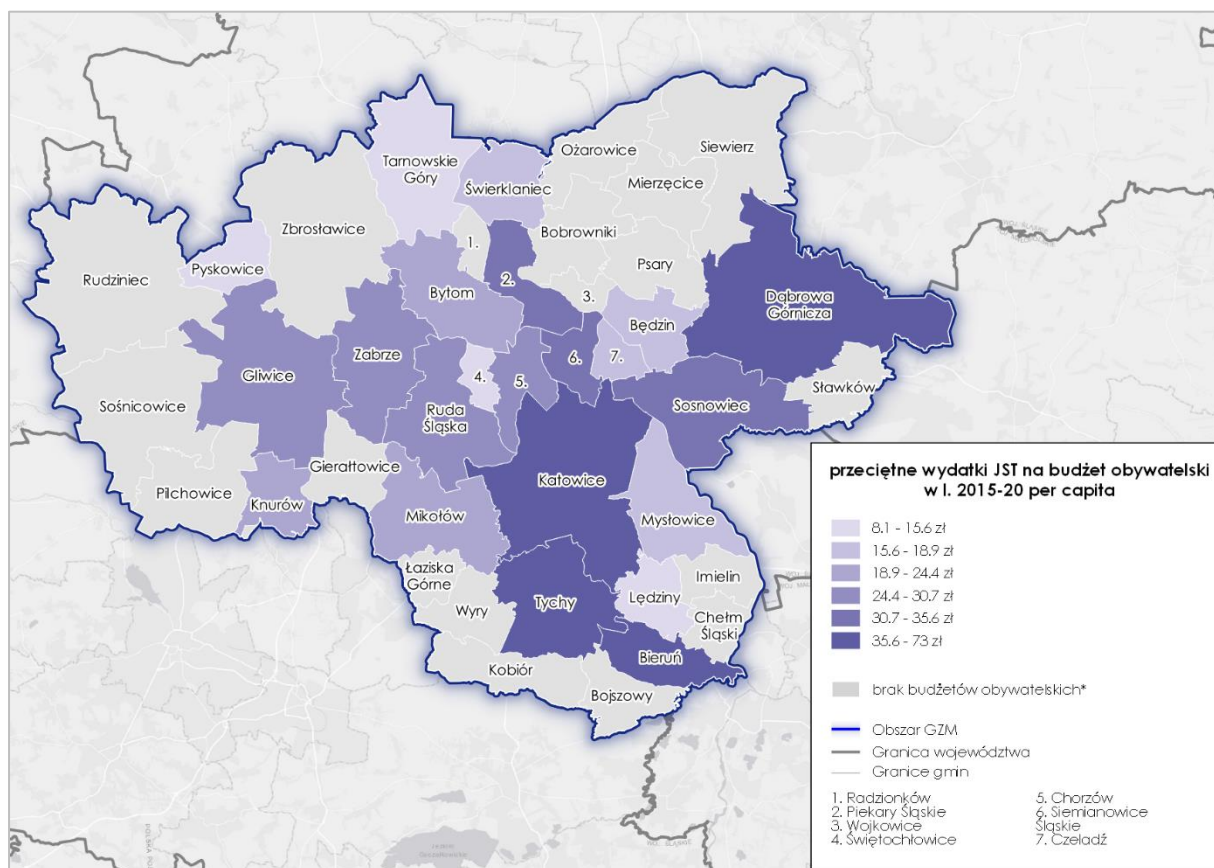 Tarnowskie
Góry
Świerklaniec
Ożarowice
Siewierz
Mierzęcice
Zbrosławice
1.
Bobrowniki
Pyskowice
2.
Psary
Rudziniec
Bytom
3.
Dąbrowa
Górnicza
Będzin
Gliwice
Zabrze
4.
5.
6.
7.
Sławków
Sośnicowice
Ruda
Śląska
Sosnowiec
Gierałtowice
Pilchowice
Knurów
Katowice
Mikołów
Mysłowice
Łaziska
Górne
Imielin
Wyry
Tychy
Lędziny
Chełm
Śląski
Bieruń
Kobiór
Bojszowy
przeciętne wydatki JST na budżet obywatelski
w l. 2015-20 per capita
8.1 - 15.6 zł
15.6 - 18.9 zł
18.9 - 24.4 zł
24.4 - 30.7 zł
30.7 - 35.6 zł
35.6 - 73 zł
brak budżetów obywatelskich*
Obszar GZM
Granica województwa
Granice gmin
1. Radzionków
2. Piekary Śląskie
3. Wojkowice
4. Świętochłowice
5. Chorzów
6. Siemianowice
Śląskie
7. Czeladź